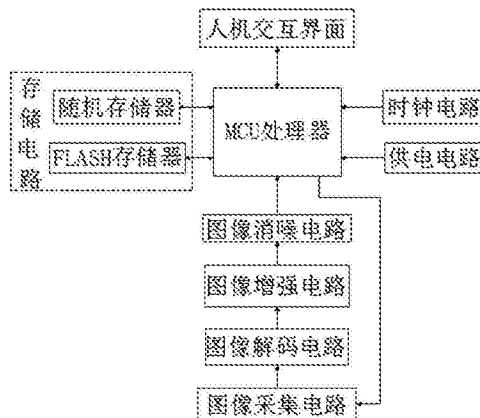 人机交互界面
存储电路
随机存储器
FLASH存储器
MCU处理器
时钟电路
供电电路
图像消噪电路
图像增强电路
图像解码电路
图像采集电路